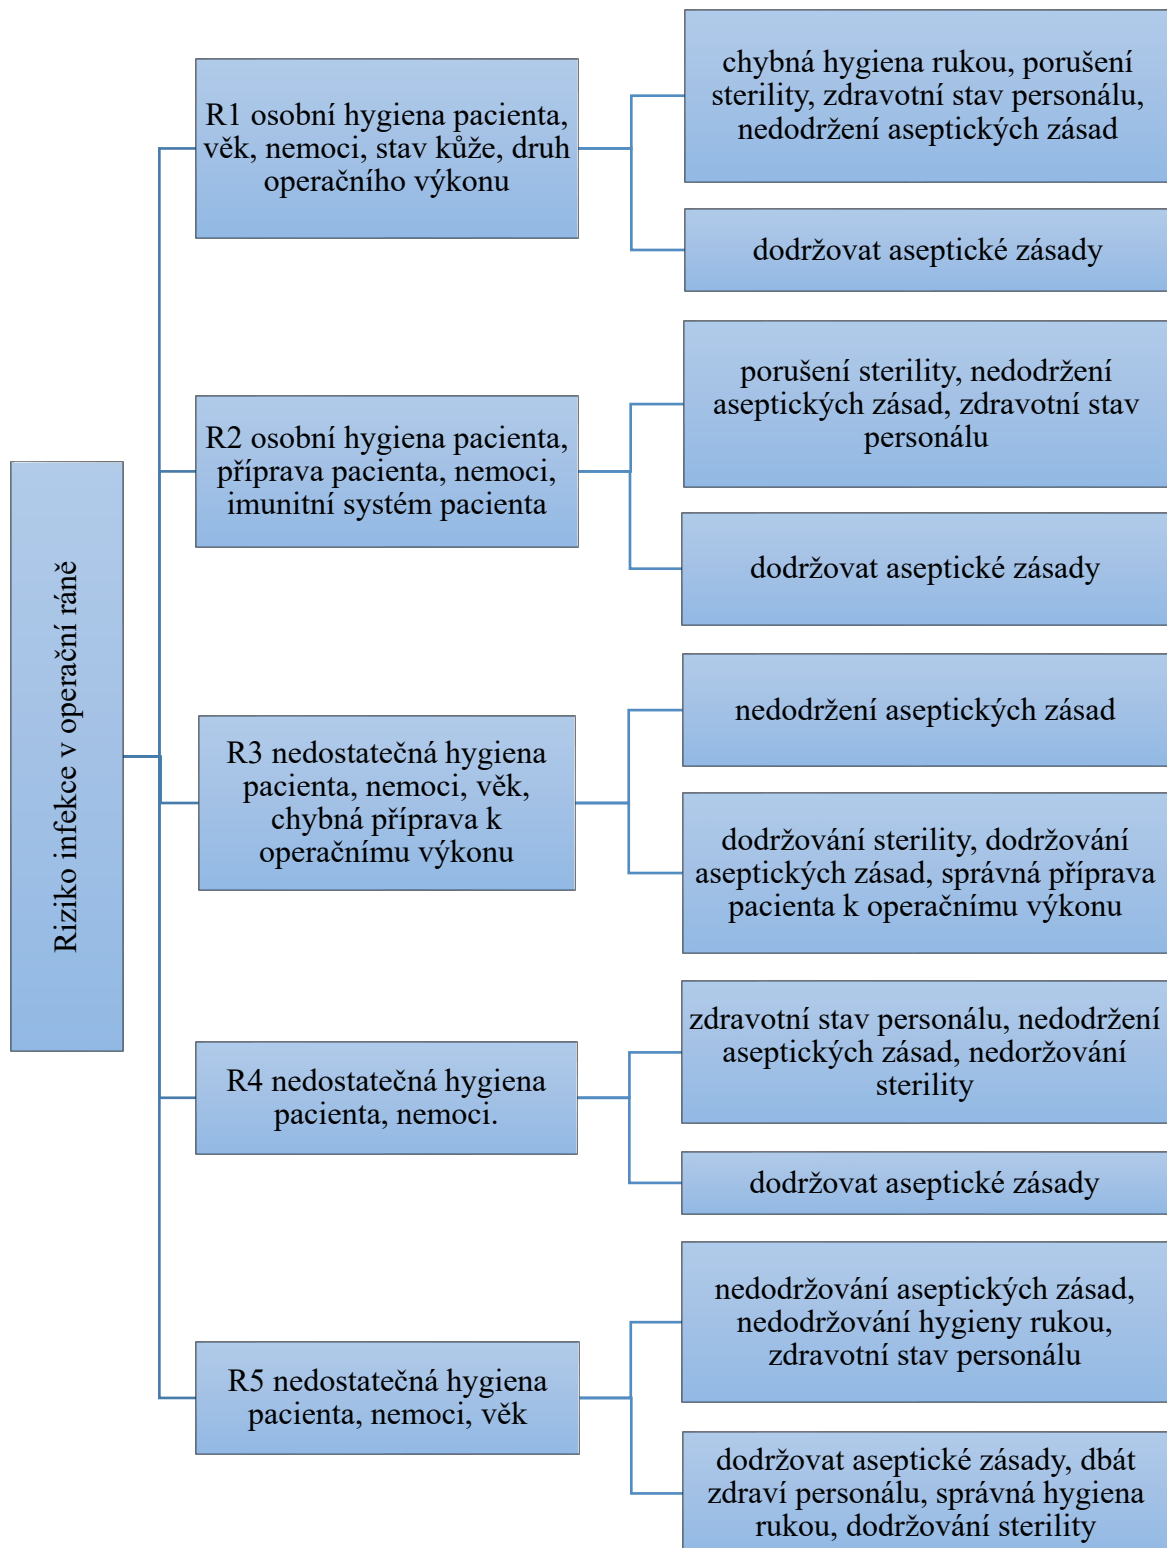 Riziko infekce v operační ráně
R1 osobní hygiena pacienta,
věk, nemoci, stav kůže, druh
operačního výkonu
chybná hygiena rukou, porušení
sterility, zdravotní stav personálu,
nedodržení aseptických zásad
dodržovat aseptické zásady
R2 osobní hygiena pacienta,
příprava pacienta, nemoci,
imunitní systém pacienta
porušení sterility, nedodržení
aseptických zásad, zdravotní stav
personálu
dodržovat aseptické zásady
R3 nedostatečná hygiena
pacienta, nemoci, věk,
chybná příprava k
operačnímu výkonu
nedodržení aseptických zásad
dodržování sterility, dodržování
aseptických zásad, správná příprava
pacienta k operačnímu výkonu
R4 nedostatečná hygiena
pacienta, nemoci.
zdravotní stav personálu, nedodržení
aseptických zásad, nedoržování
sterility
dodržovat aseptické zásady
R5 nedostatečná hygiena
pacienta, nemoci, věk
nedodržování aseptických zásad,
nedodržování hygieny rukou,
zdravotní stav personálu
dodržovat aseptické zásady, dbát
zdraví personálu, správná hygiena
rukou, dodržování sterility